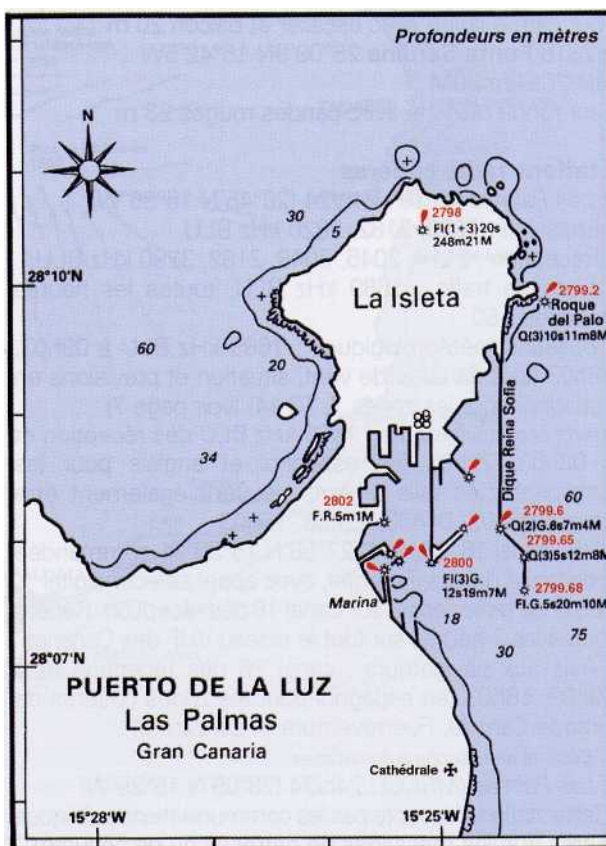 Profondeurs en mètres
N
30
5
2798
Fl(1+3)20s
248m21M
28°10'N
La Isleta
2799.2
Roque
del Palo
Q(3)10s11m8M
60
20
Dique Reina Sofia
34
60
2802
F.R.5m1M
2799.6
Q(2)G.6s7m4M
2799.65
Q(3)5s12m8M
2800
Fl(3)G.
12s19m7M
2799.68
Fl.G.5s20m10M
Marina
18
75
30
28°07'N
PUERTO DE LA LUZ
Las Palmas
Gran Canaria
Cathédrale
15°28'W
15°25'W